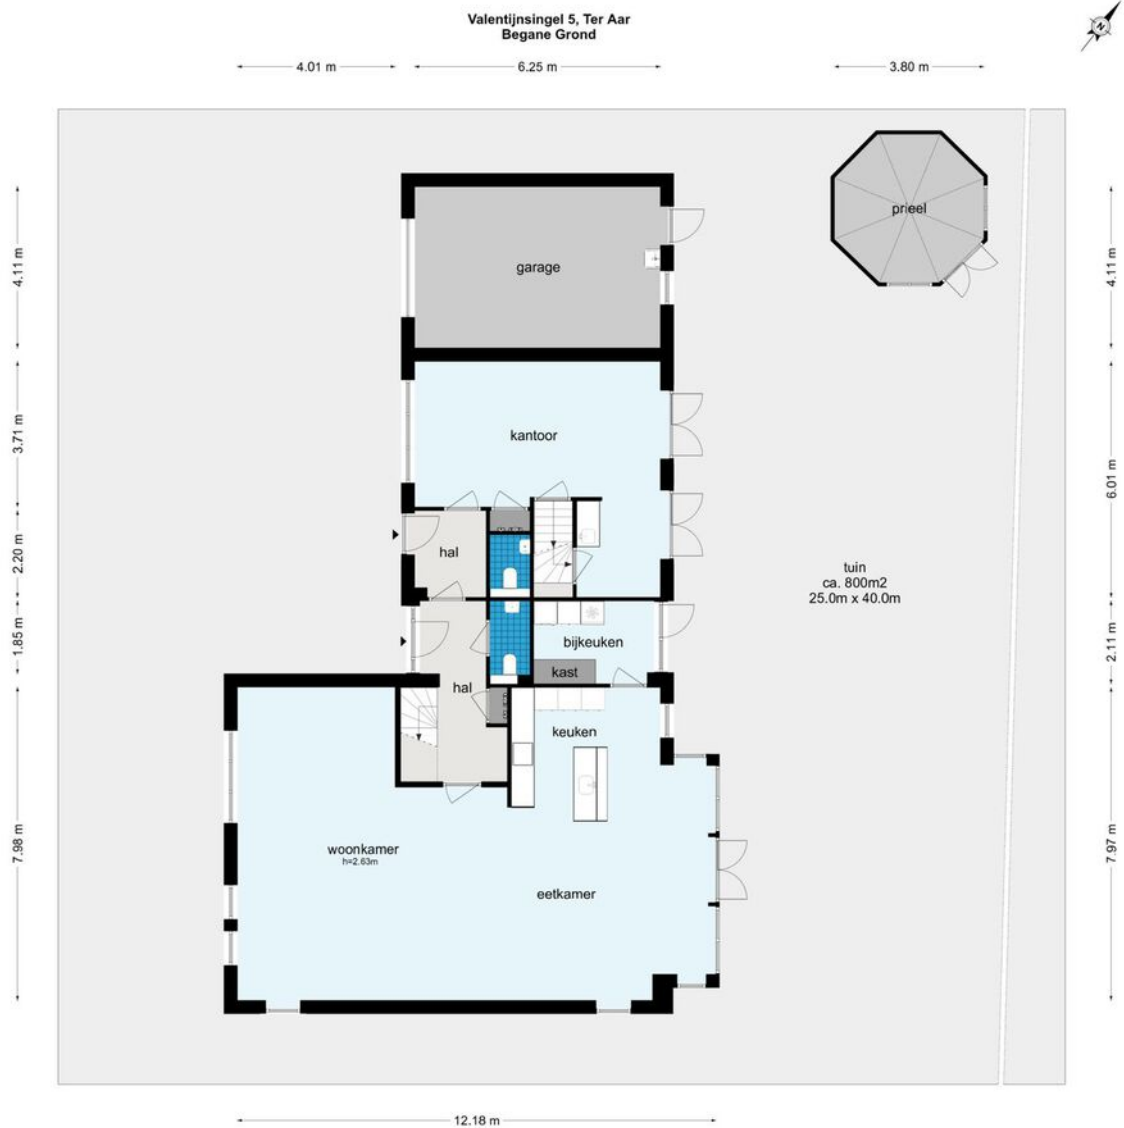 Valentijnsingel 5, Ter Aar
Begane Grond
N
4.01 m
6.25 m
3.80 m
prieel
4.11 m
garage
4.11 m
3.71 m
kantoor
6.01 m
2.20 m
hal
tuin
ca. 800m2
25.0m x 40.0m
1.85 m
bijkeuken
2.11 m
kast
hal
keuken
7.98 m
woonkamer
h=2.63m
7.97 m
eetkamer
12.18 m